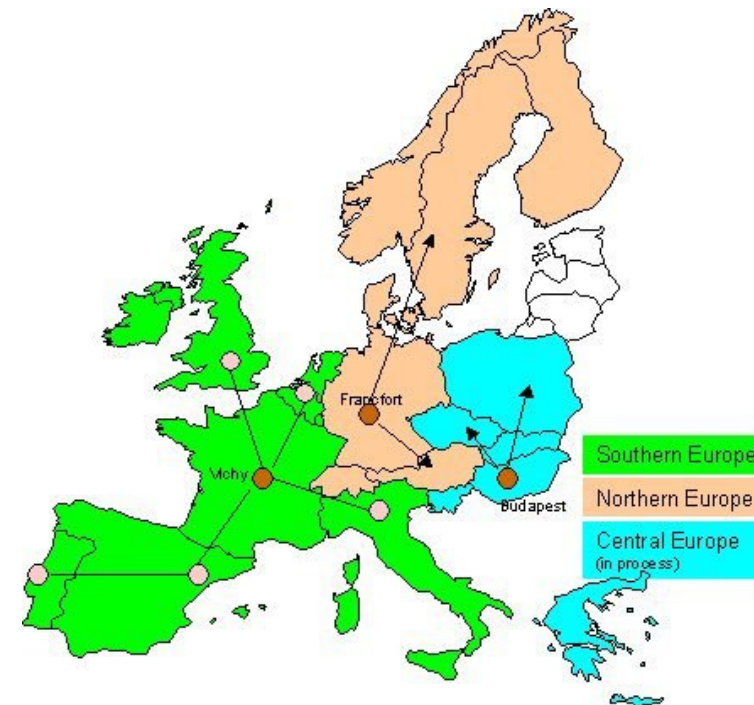 Francfort
Vichy
Budapest
Southern Europe
Northern Europe
Central Europe
(in process)